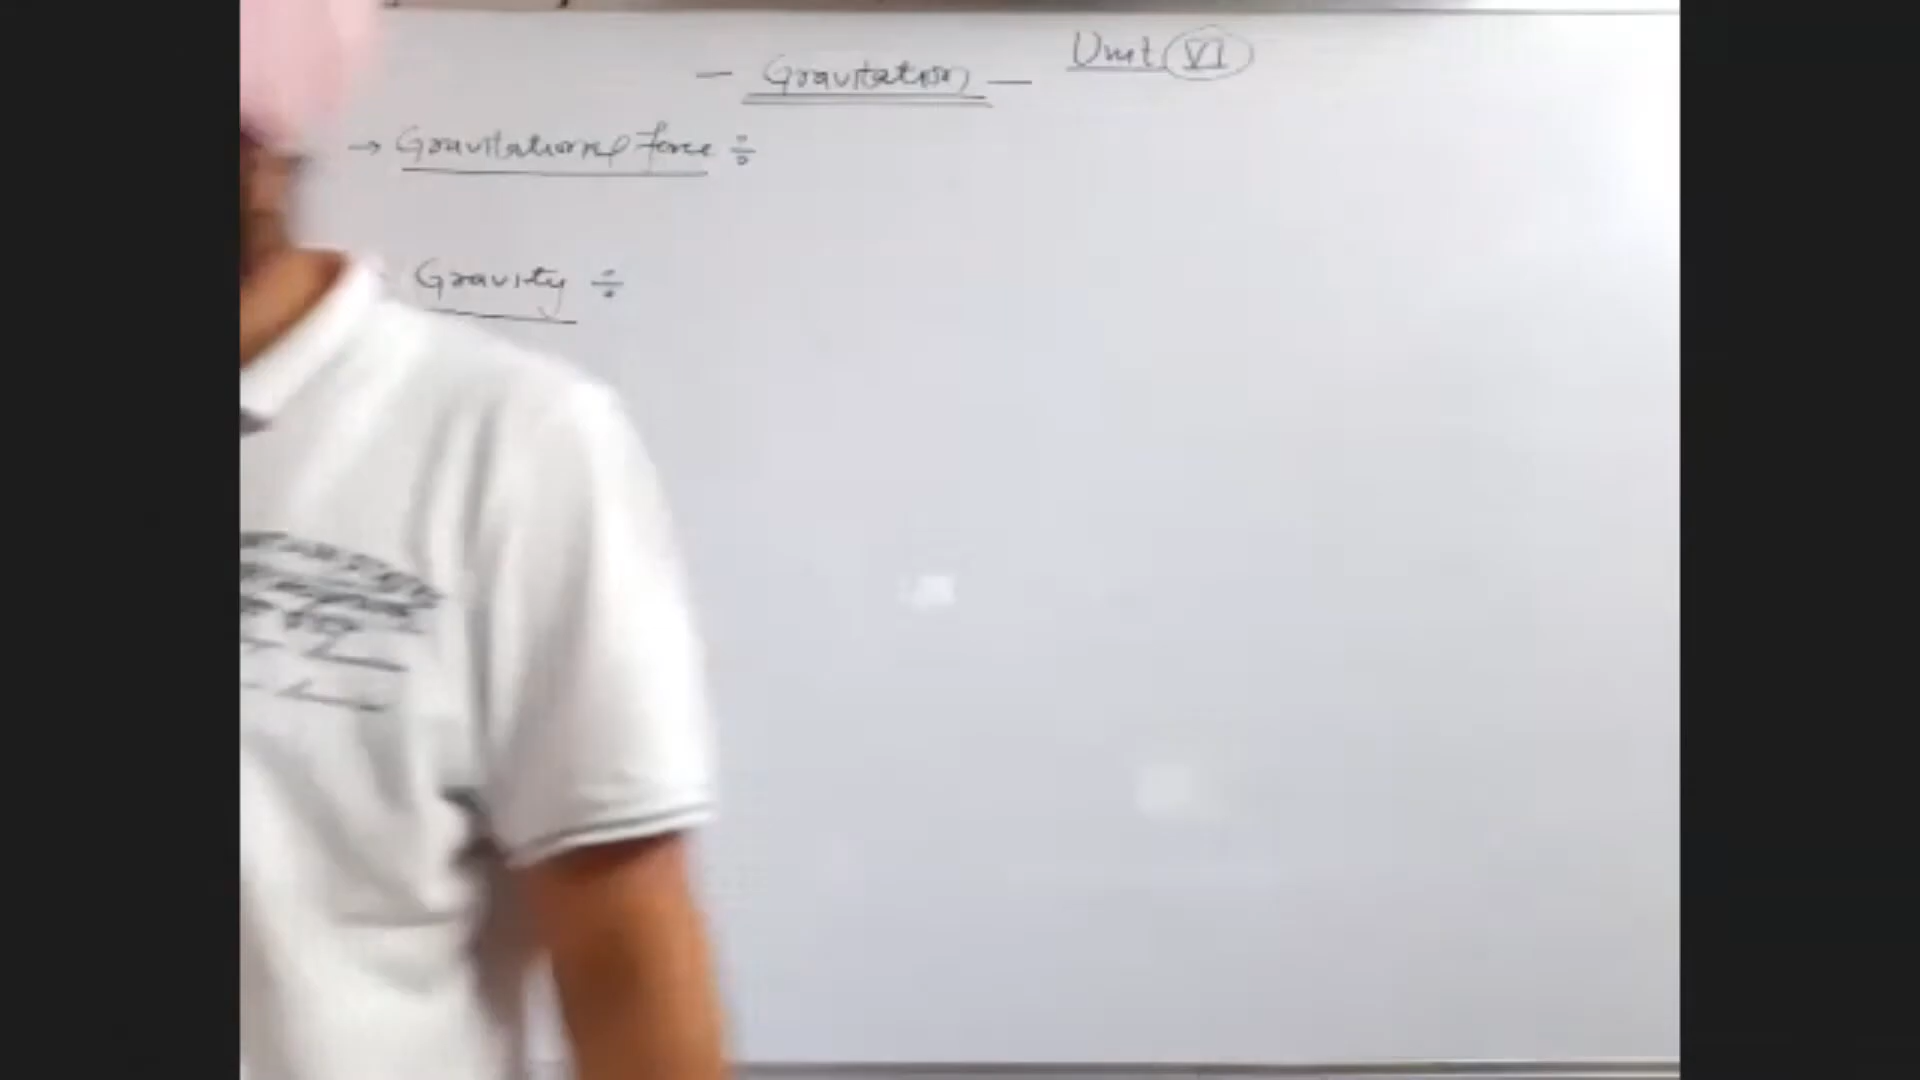 — Gravitation — Unit VI
→ Gravitational force ÷
Gravity ÷